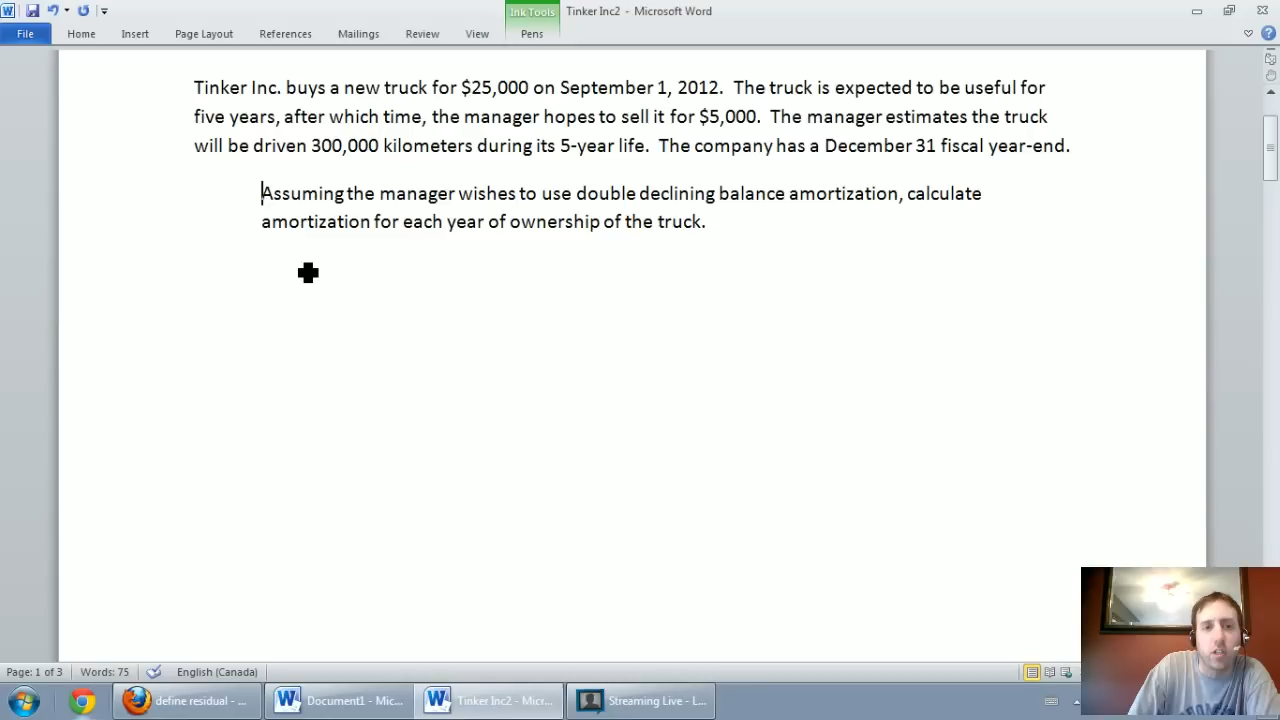 Ink Tools
Tinker Inc2 - Microsoft Word
File Home Insert Page Layout References Mailings Review View Pens
Tinker Inc. buys a new truck for $25,000 on September 1, 2012. The truck is expected to be useful for
five years, after which time, the manager hopes to sell it for $5,000. The manager estimates the truck
will be driven 300,000 kilometers during its 5-year life. The company has a December 31 fiscal year-end.
Assuming the manager wishes to use double declining balance amortization, calculate
amortization for each year of ownership of the truck.
Page: 1 of 3 Words: 75 English (Canada)
define residual - ... Document1 - Mic... Tinker Inc2 - Micr... Streaming Live - L...